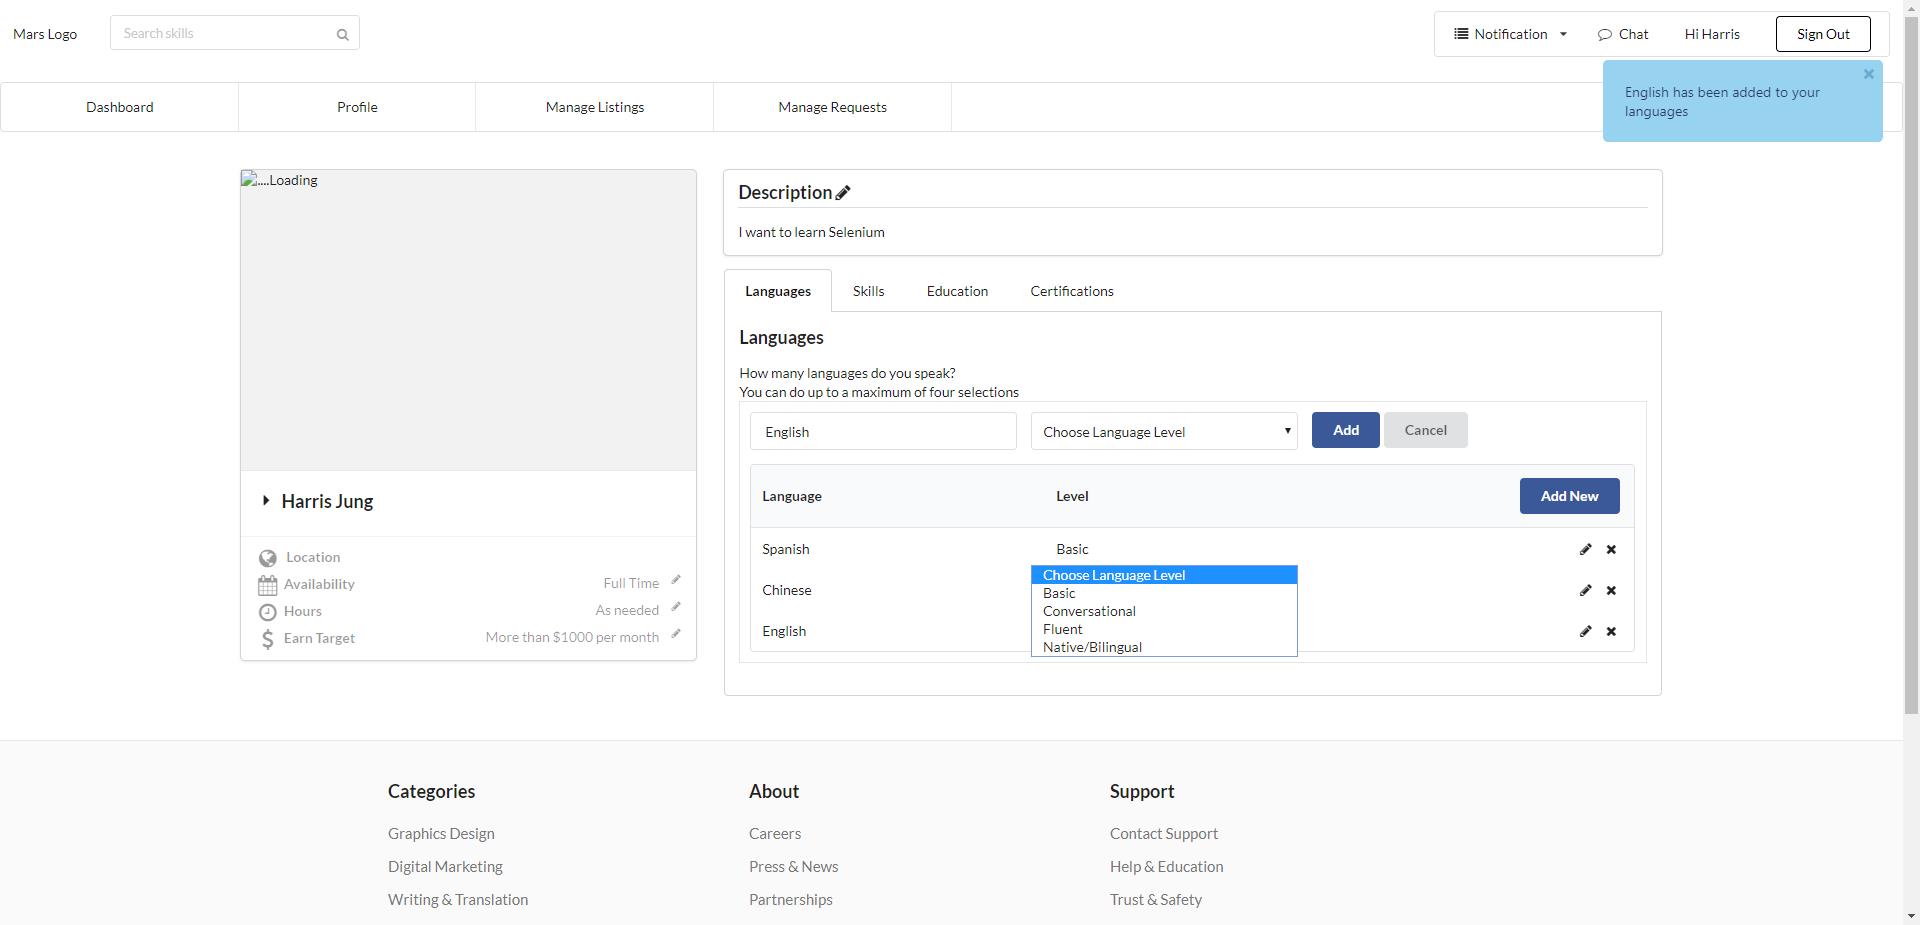 Mars Logo
Search skills
Notification
Chat
Hi Harris
Sign Out
Dashboard
Profile
Manage Listings
Manage Requests
English has been added to your
languages
....Loading
Harris Jung
Location
Availability
Full Time
Hours
As needed
Earn Target
More than $1000 per month
Description
I want to learn Selenium
Languages
Skills
Education
Certifications
Languages
How many languages do you speak?
You can do up to a maximum of four selections
English
Choose Language Level
Add
Cancel
Language
Level
Add New
Spanish
Basic
Chinese
English
Choose Language Level
Basic
Conversational
Fluent
Native/Bilingual
Categories
Graphics Design
Digital Marketing
Writing & Translation
About
Careers
Press & News
Partnerships
Support
Contact Support
Help & Education
Trust & Safety